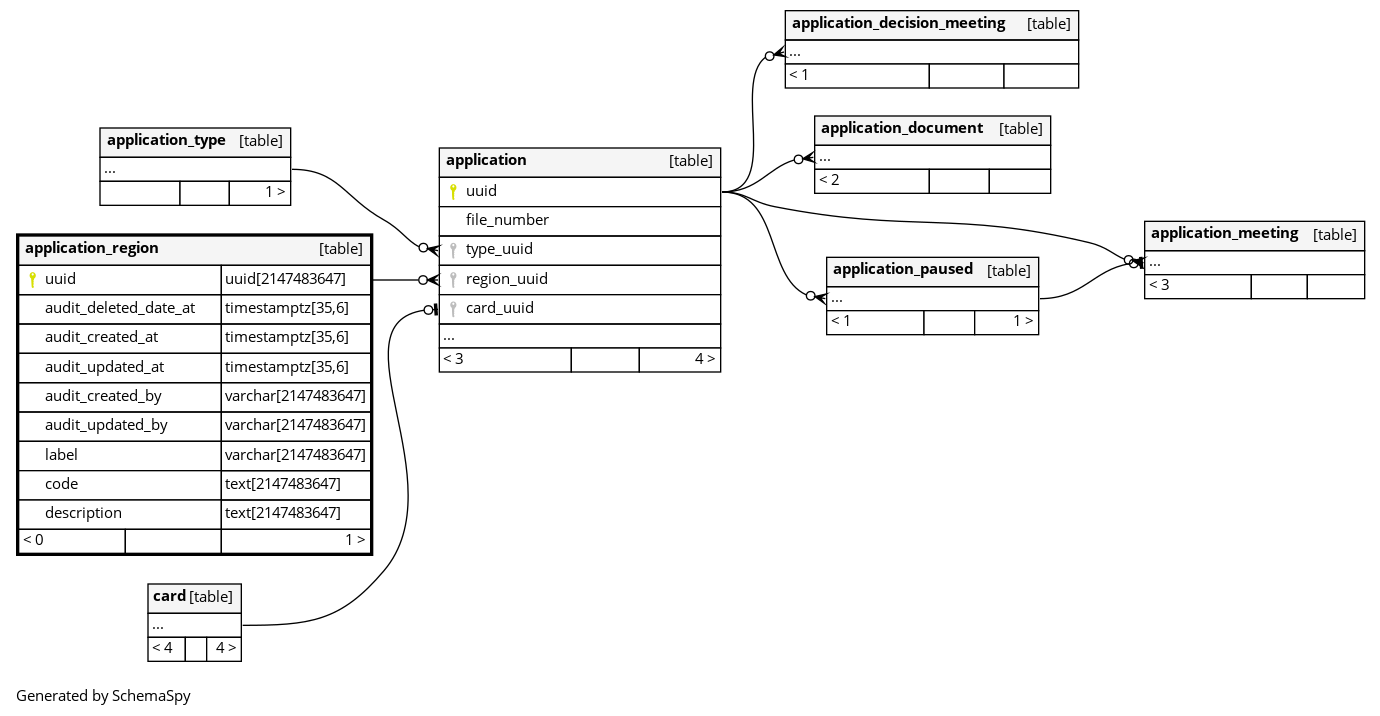 application_decision_meeting [table]
...
< 1
application_document [table]
...
< 2
application_type [table]
...
1 >
application [table]
uuid
file_number
type_uuid
region_uuid
card_uuid
...
< 3 4 >
application_meeting [table]
...
< 3
application_paused [table]
...
< 1 1 >
application_region [table]
uuid uuid[2147483647]
audit_deleted_date_at timestamptz[35,6]
audit_created_at timestamptz[35,6]
audit_updated_at timestamptz[35,6]
audit_created_by varchar[2147483647]
audit_updated_by varchar[2147483647]
label varchar[2147483647]
code text[2147483647]
description text[2147483647]
< 0 1 >
card [table]
...
< 4 4 >
Generated by SchemaSpy